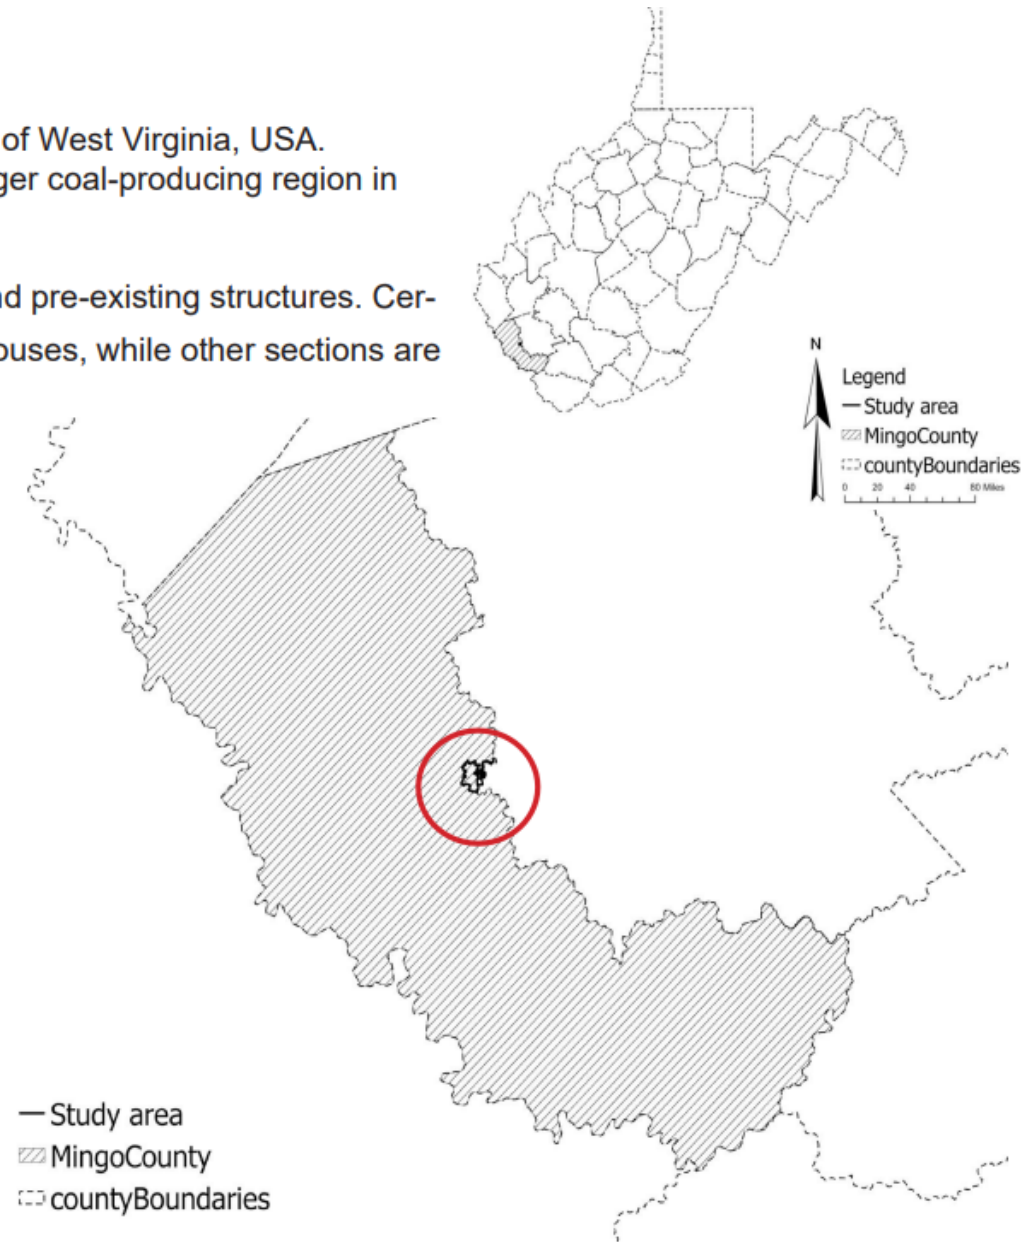 of West Virginia, USA.
ger coal-producing region in
nd pre-existing structures. Cer-
ouses, while other sections are
N
Legend
Study area
MingoCounty
countyBoundaries
0 20 40 80 Miles
Study area
MingoCounty
countyBoundaries